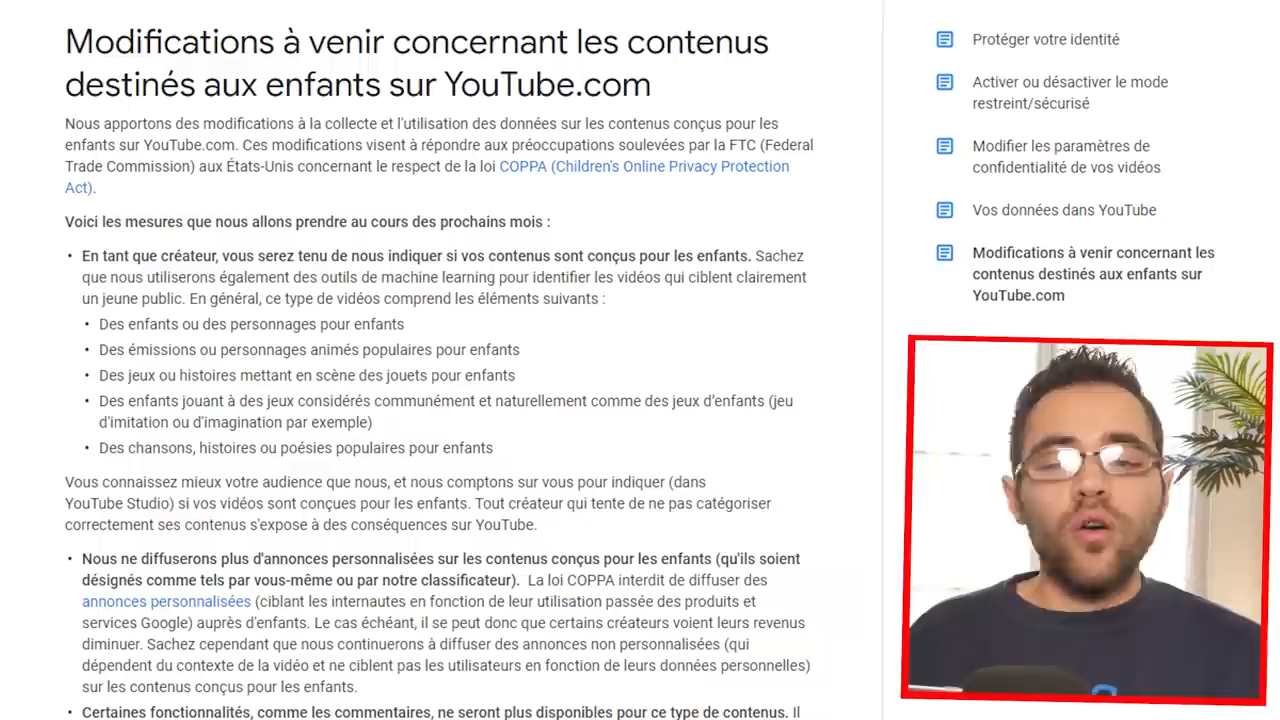 Modifications à venir concernant les contenus
destinés aux enfants sur YouTube.com
Nous apportons des modifications à la collecte et l'utilisation des données sur les contenus conçus pour les
enfants sur YouTube.com. Ces modifications visent à répondre aux préoccupations soulevées par la FTC (Federal
Trade Commission) aux États-Unis concernant le respect de la loi COPPA (Children's Online Privacy Protection
Act).
Voici les mesures que nous allons prendre au cours des prochains mois :
• En tant que créateur, vous serez tenu de nous indiquer si vos contenus sont conçus pour les enfants. Sachez
que nous utiliserons également des outils de machine learning pour identifier les vidéos qui ciblent clairement
un jeune public. En général, ce type de vidéos comprend les éléments suivants :
• Des enfants ou des personnages pour enfants
• Des émissions ou personnages animés populaires pour enfants
• Des jeux ou histoires mettant en scène des jouets pour enfants
• Des enfants jouant à des jeux considérés communément et naturellement comme des jeux d'enfants (jeu
d'imitation ou d'imagination par exemple)
• Des chansons, histoires ou poésies populaires pour enfants
Vous connaissez mieux votre audience que nous, et nous comptons sur vous pour indiquer (dans
YouTube Studio) si vos vidéos sont conçues pour les enfants. Tout créateur qui tente de ne pas catégoriser
correctement ses contenus s'expose à des conséquences sur YouTube.
• Nous ne diffuserons plus d'annonces personnalisées sur les contenus conçus pour les enfants (qu'ils soient
désignés comme tels par vous-même ou par notre classificateur). La loi COPPA interdit de diffuser des
annonces personnalisées (ciblant les internautes en fonction de leur utilisation passée des produits et
services Google) auprès d'enfants. Le cas échéant, il se peut donc que certains créateurs voient leurs revenus
diminuer. Sachez cependant que nous continuerons à diffuser des annonces non personnalisées (qui
dépendent du contexte de la vidéo et ne ciblent pas les utilisateurs en fonction de leurs données personnelles)
sur les contenus conçus pour les enfants.
• Certaines fonctionnalités, comme les commentaires, ne seront plus disponibles pour ce type de contenus. Il
Protéger votre identité
Activer ou désactiver le mode
restreint/sécurisé
Modifier les paramètres de
confidentialité de vos vidéos
Vos données dans YouTube
Modifications à venir concernant les
contenus destinés aux enfants sur
YouTube.com